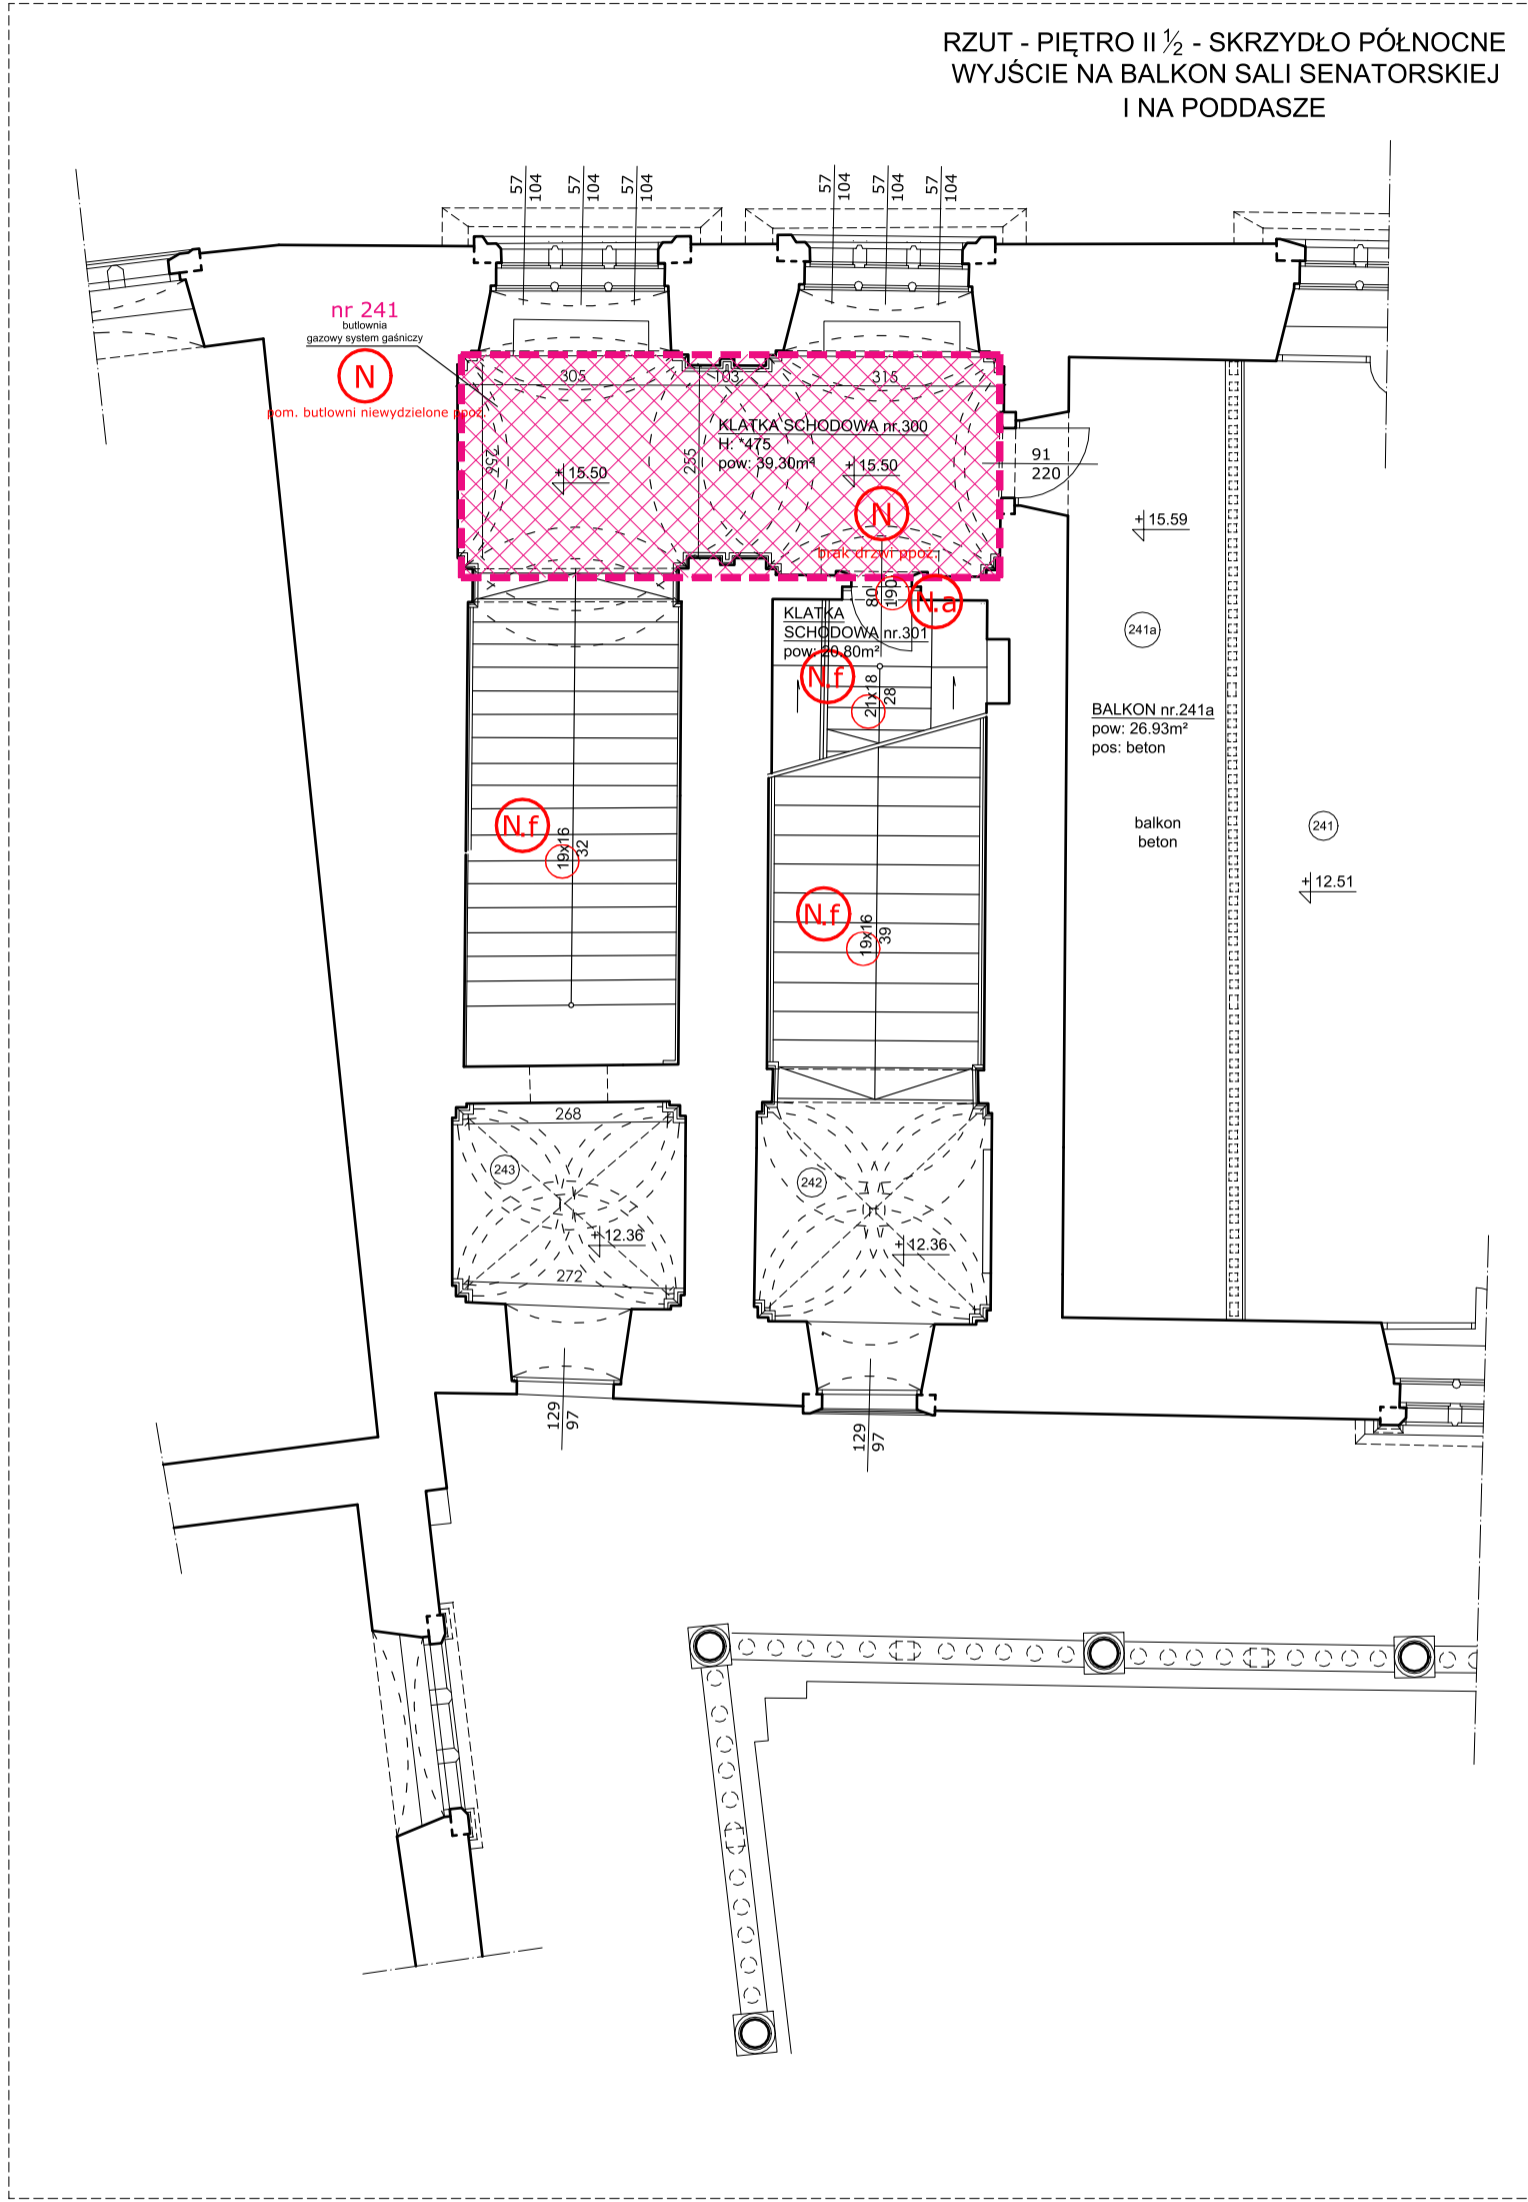 RZUT - PIĘTRO II ½ - SKRZYDŁO PÓŁNOCNE
WYJŚCIE NA BALKON SALI SENATORSKIEJ
I NA PODDASZE
57
104
57
104
57
104
57
104
57
104
57
104
nr 241
butlownia
gazowy system gaśniczy
N
pom. butlowni niewydzielone ppoż.
305
103
315
KLATKA SCHODOWA nr.300
H: *475
pow: 39.30m²
256
255
+ 15.50
+ 15.50
91
220
N
brak drzwi ppoż.
+ 15.59
80
190
N.a
KLATKA
SCHODOWA nr.301
pow: 20.80m²
241a
N.f
21x18
28
BALKON nr.241a
pow: 26.93m²
pos: beton
N.f
19x16
32
balkon
beton
241
+ 12.51
N.f
19x16
39
268
243
242
+ 12.36
+ 12.36
272
129
97
129
97